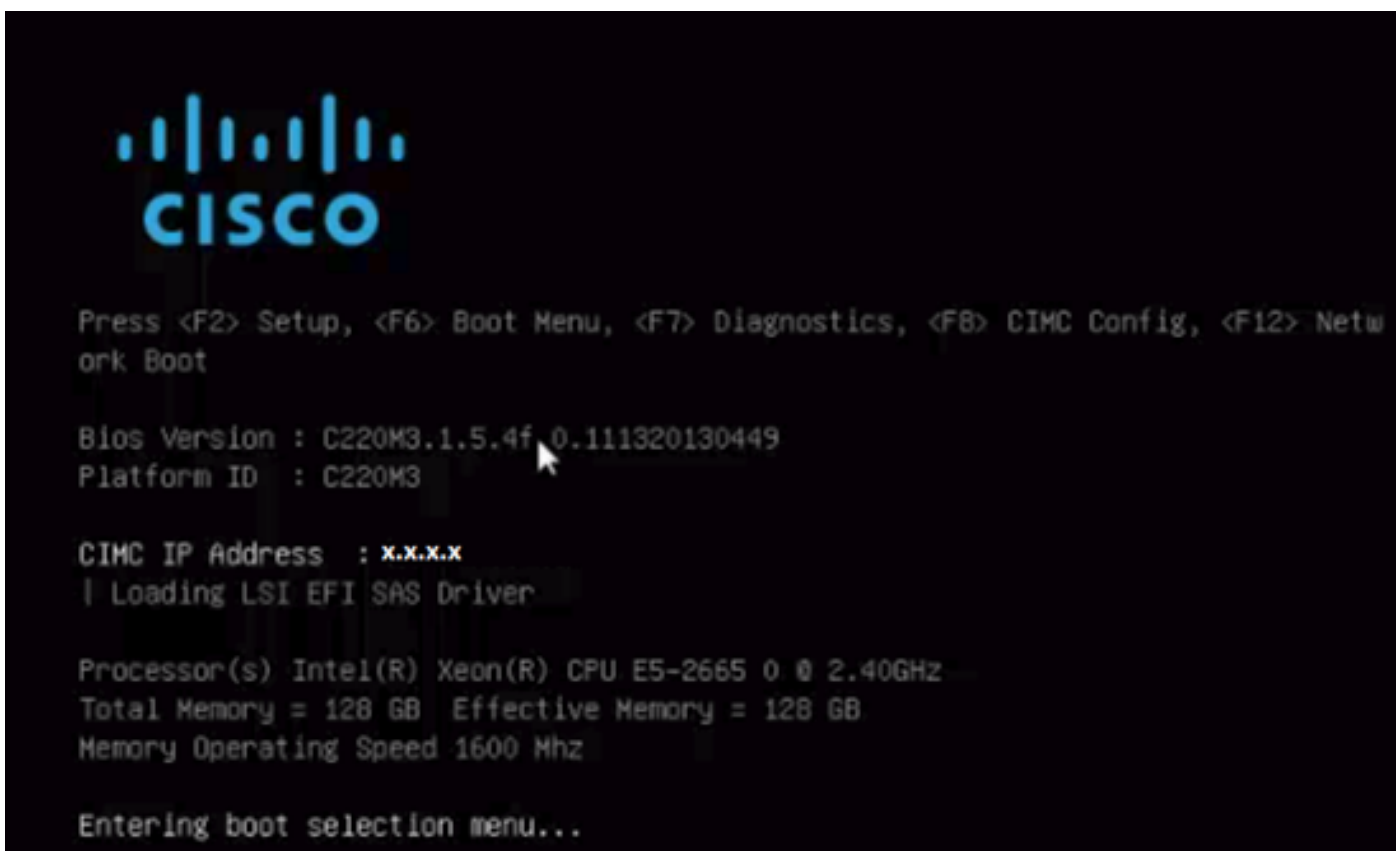 CISCO
Press <F2> Setup, <F6> Boot Menu, <F7> Diagnostics, <F8> CIMC Config, <F12> Netw
ork Boot
Bios Version : C220M3.1.5.4f.0.111320130449
Platform ID : C220M3
CIMC IP Address : x.x.x.x
| Loading LSI EFI SAS Driver
Processor(s) Intel(R) Xeon(R) CPU E5-2665 0 @ 2.40GHz
Total Memory = 128 GB Effective Memory = 128 GB
Memory Operating Speed 1600 Mhz
Entering boot selection menu...